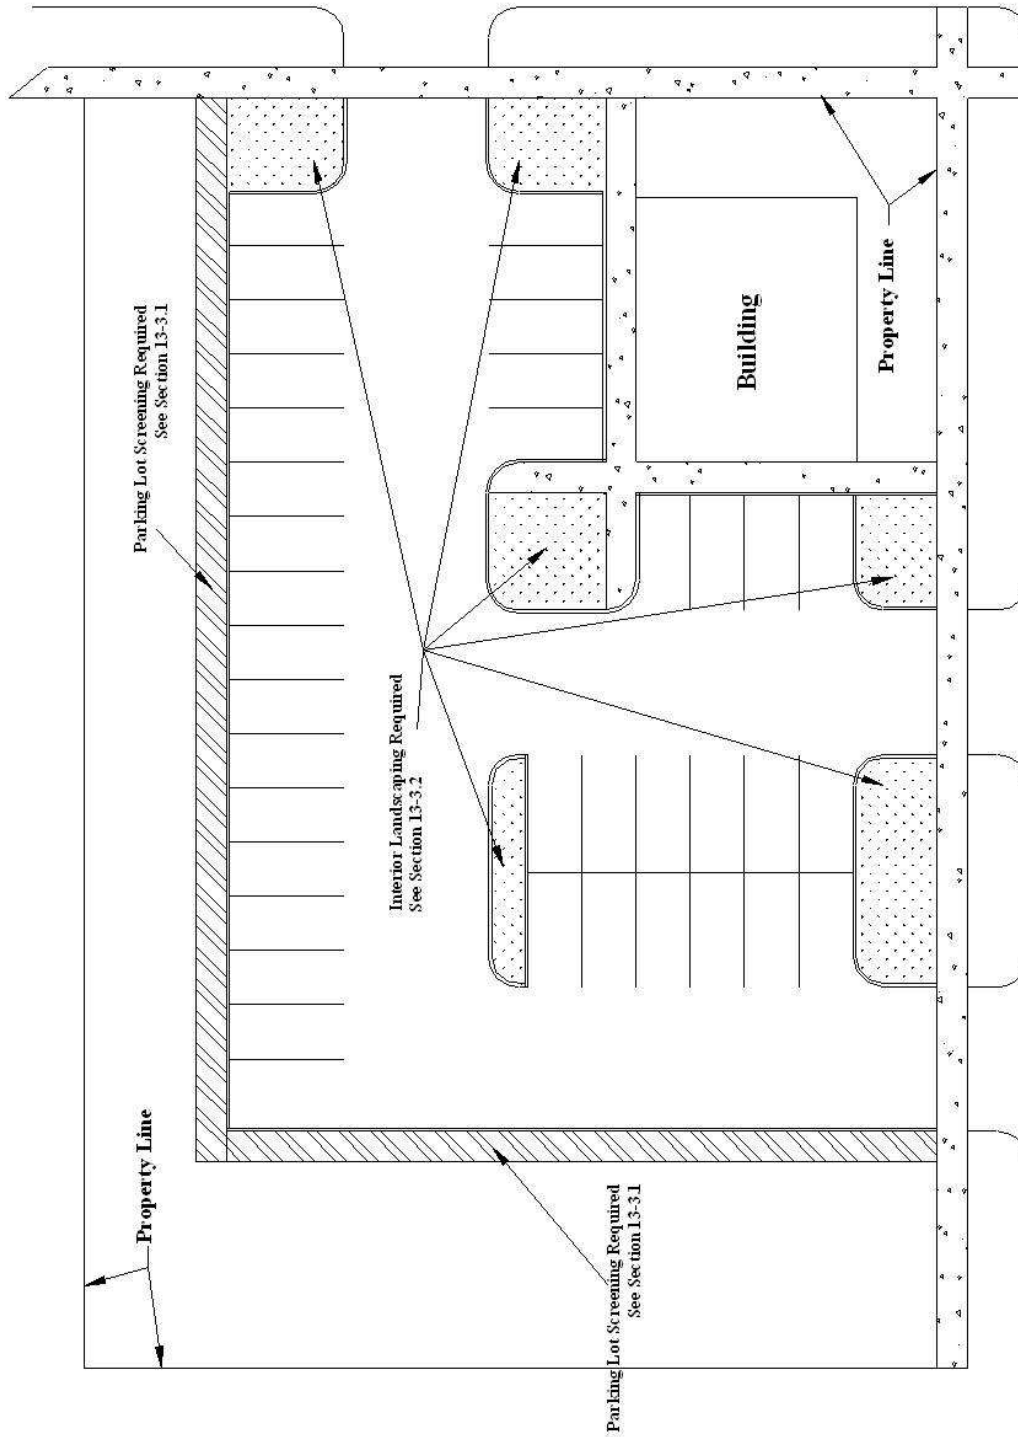 Property Line
Parking Lot Screening Required
See Section 13-3.1
Interior Landscaping Required
See Section 13-3.2
Parking Lot Screening Required
See Section 13-3.1
Building
Property Line